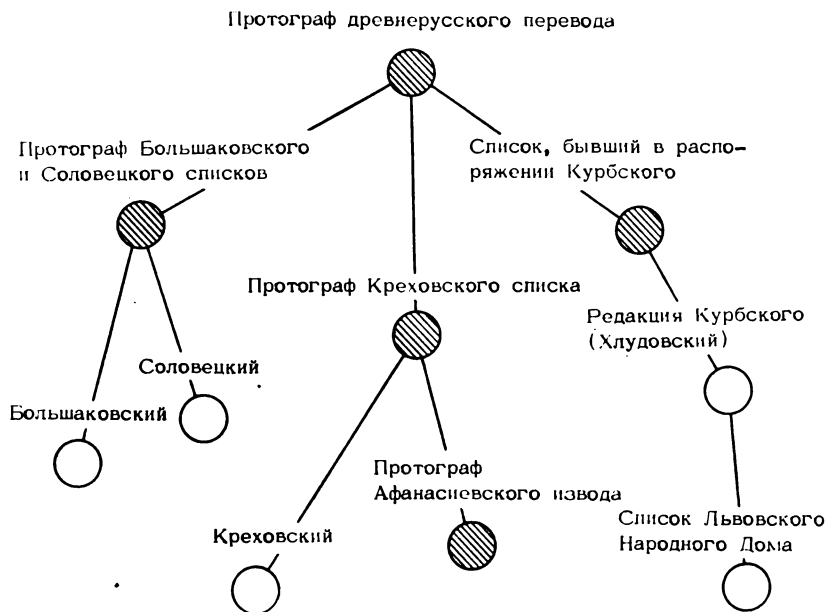 Протограф древнерусского перевода
Протограф Большаковского
и Соловецкого списков
Список, бывший в распо-
ряжении Курбского
Протограф Креховского списка
Редакция Курбского
(Хлудовский)
Соловецкий
Большаковский
Протограф
Афанасиевского извода
Креховский
Список Львовского
Народного Дома